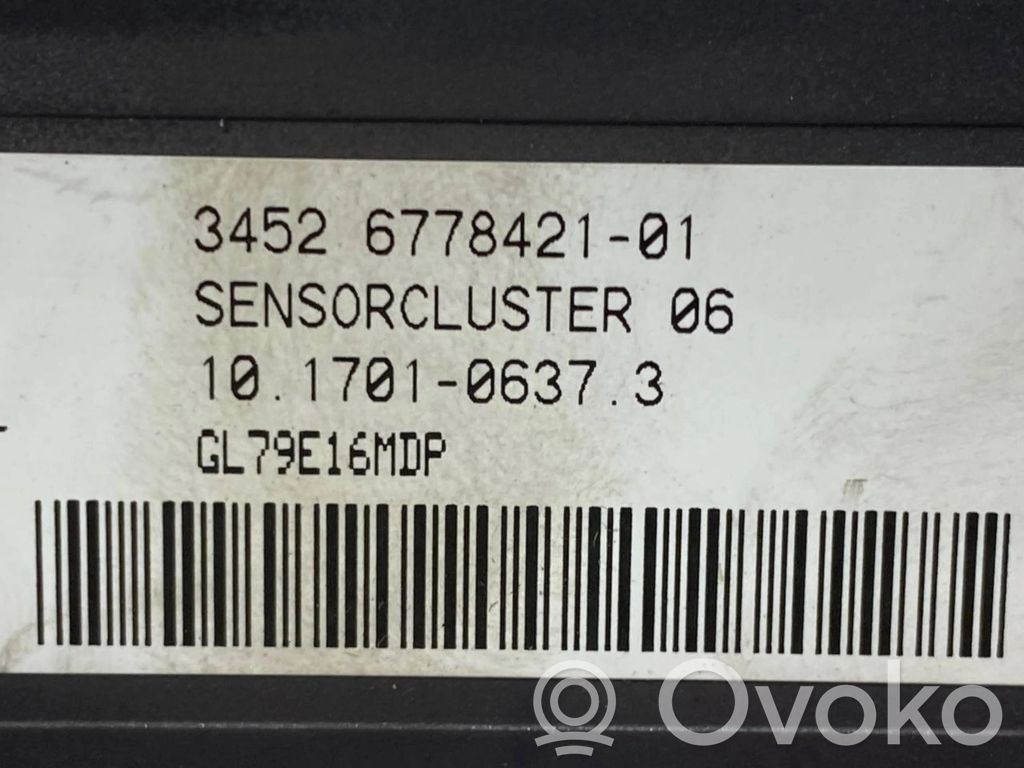 3452 6778421-01
SENSORCLUSTER 06
10.1701-0637.3
GL79E16MDP
Ovoko